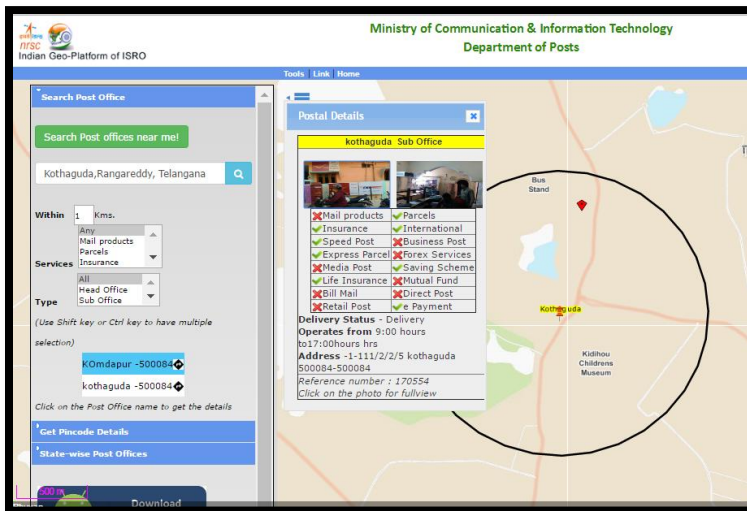 nrsc
Indian Geo-Platform of ISRO
Ministry of Communication & Information Technology
Department of Posts
Tools Link Home
Search Post Office
Search Post offices near me!
Kothaguda,Rangareddy, Telangana
Within 1 Kms.
Any
Mail products
Parcels
Services Insurance
All
Head Office
Type Sub Office
(Use Shift key or Ctrl key to have multiple
selection)
KOmdapur -500084
kothaguda -500084
Click on the Post Office name to get the details
Get Pincode Details
State-wise Post Offices
500 m
Download
Postal Details
kothaguda Sub Office
Mail products Parcels
Insurance International
Speed Post Business Post
Express Parcel Forex Services
Media Post Saving Scheme
Life Insurance Mutual Fund
Bill Mail Direct Post
Retail Post e Payment
Delivery Status - Delivery
Operates from 9:00 hours
to17:00hours hrs
Address -1-111/2/2/5 kothaguda
500084-500084
Reference number : 170554
Click on the photo for fullview
Bus
Stand
Kothaguda
Kidihou
Childrens
Museum